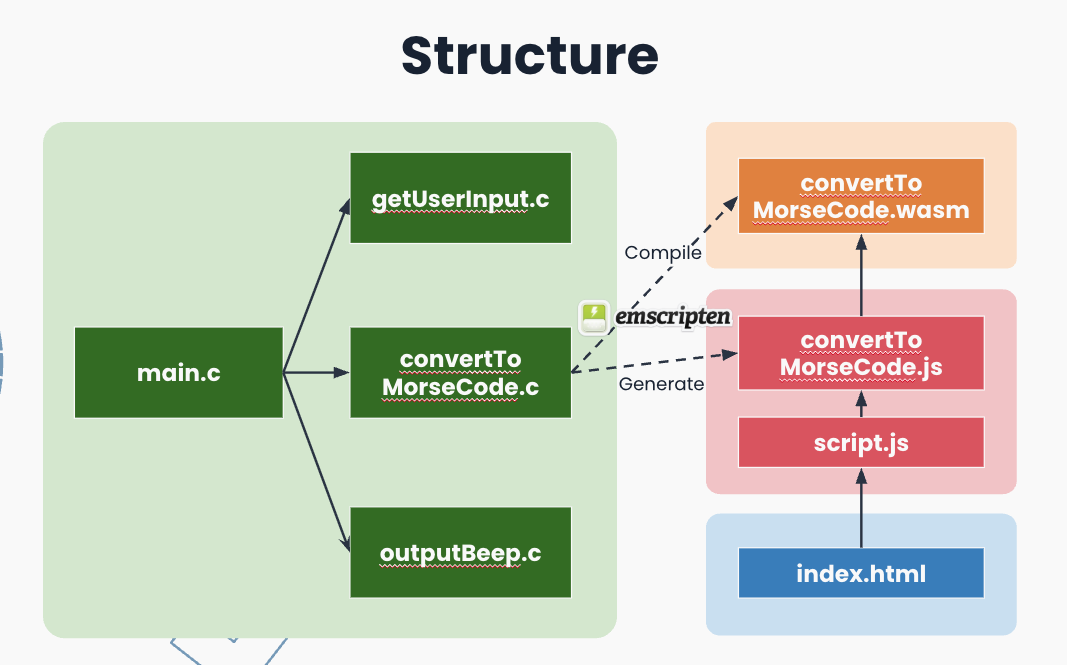 Structure
getUserInput.c
convertTo
MorseCode.wasm
Compile
emscripten
main.c
convertTo
MorseCode.c
convertTo
MorseCode.js
Generate
script.js
outputBeep.c
index.html